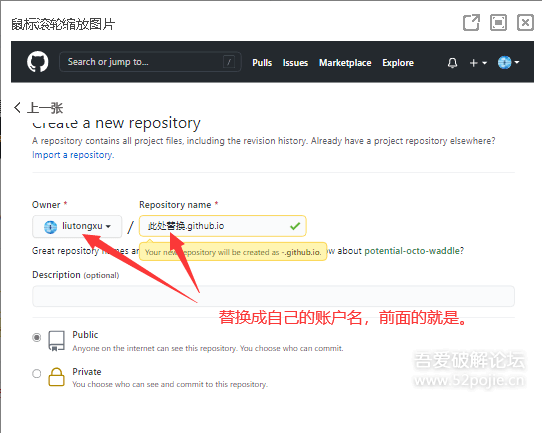 鼠标滚轮缩放图片
Search or jump to...
/
Pulls Issues Marketplace Explore
上一张
Create a new repository
A repository contains all project files, including the revision history. Already have a project repository elsewhere?
Import a repository.
Owner * Repository name *
liutongxu / 此处替换.github.io
Your new repository will be created as -.github.io.
Great repository names ow about potential-octo-waddle?
Description (optional)
替换成自己的账户名，前面的就是。
Public
Anyone on the internet can see this repository. You choose who can commit.
Private
You choose who can see and commit to this repository.
吾爱破解论坛
www.52pojie.cn